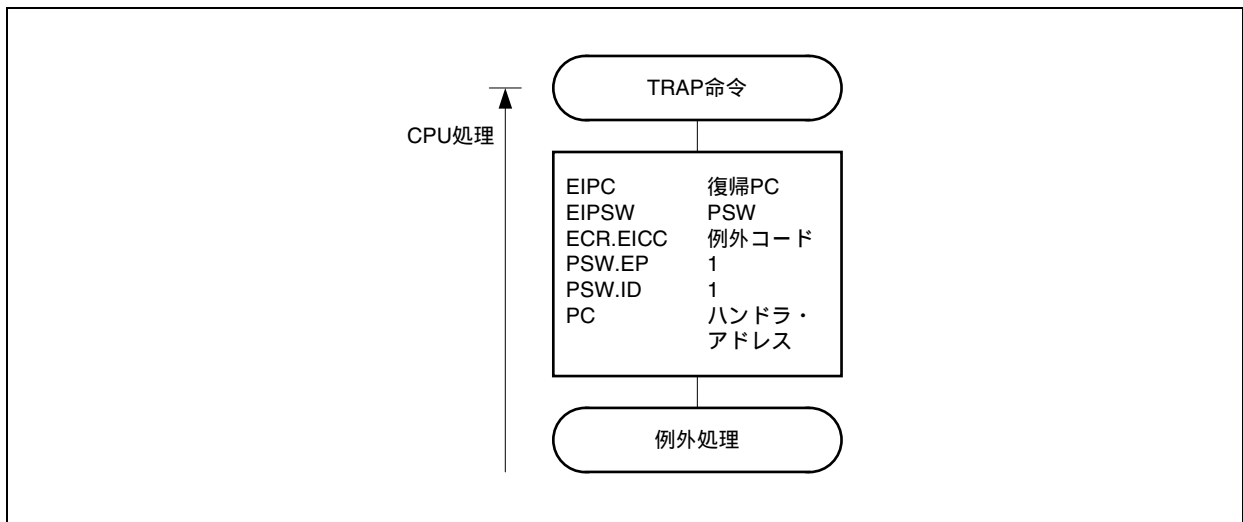 TRAP命令
CPU処理
EIPC 復帰PC
EIPSW PSW
ECR.EICC 例外コード
PSW.EP 1
PSW.ID 1
PC ハンドラ・
アドレス
例外処理